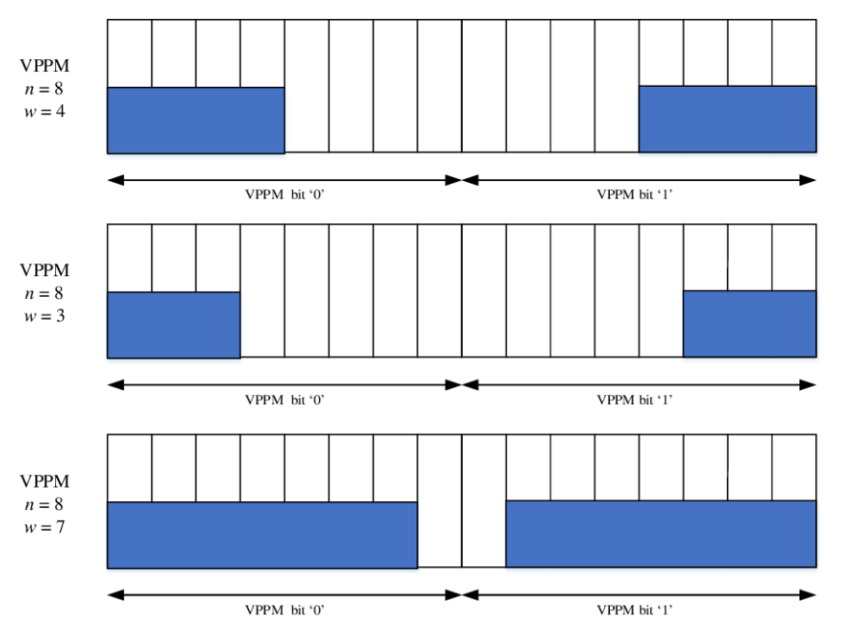 VPPM
n = 8
w = 4
VPPM bit ‘0’ VPPM bit ‘1’
VPPM
n = 8
w = 3
VPPM bit ‘0’ VPPM bit ‘1’
VPPM
n = 8
w = 7
VPPM bit ‘0’ VPPM bit ‘1’